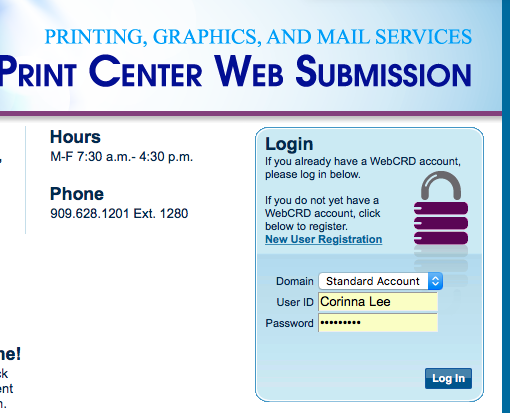 PRINTING, GRAPHICS, AND MAIL SERVICES
PRINT CENTER WEB SUBMISSION
Hours
M-F 7:30 a.m.- 4:30 p.m.
Phone
909.628.1201 Ext. 1280
Login
If you already have a WebCRD account,
please log in below.
If you do not yet have a
WebCRD account, click
below to register.
New User Registration
Domain Standard Account
User ID Corinna Lee
Password •••••••••
Log In